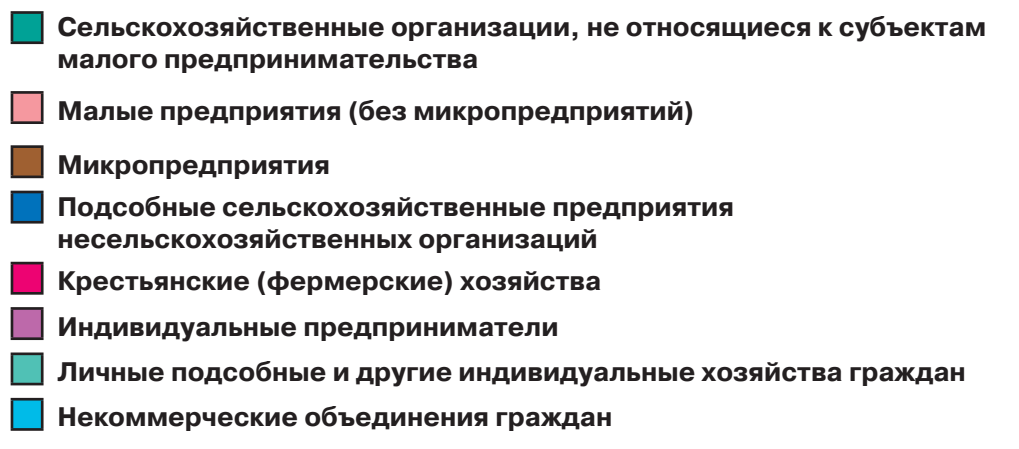 Сельскохозяйственные организации, не относящиеся к субъектам
малого предпринимательства
Малые предприятия (без микропредприятий)
Микропредприятия
Подсобные сельскохозяйственные предприятия
несельскохозяйственных организаций
Крестьянские (фермерские) хозяйства
Индивидуальные предприниматели
Личные подсобные и другие индивидуальные хозяйства граждан
Некоммерческие объединения граждан